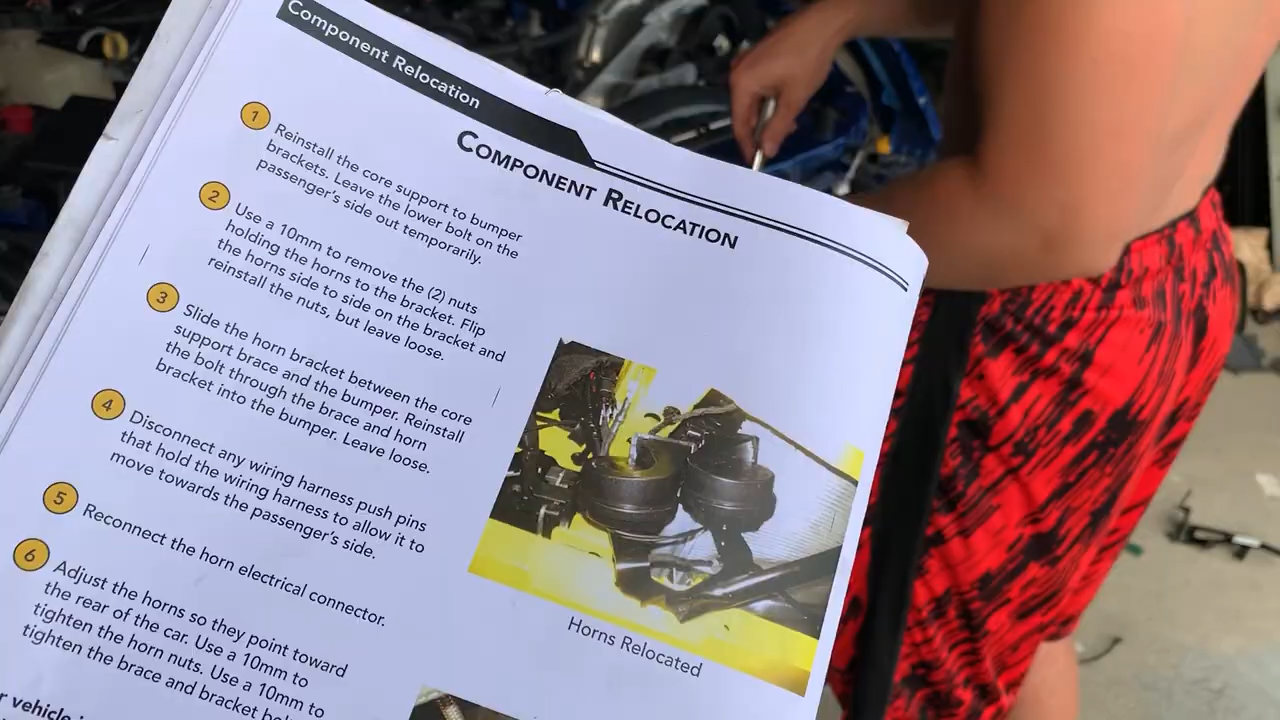 Component Relocation
COMPONENT RELOCATION
1 Reinstall the core support to bumper
brackets. Leave the lower bolt on the
passenger's side out temporarily.
2 Use a 10mm to remove the (2) nuts
holding the horns to the bracket. Flip
the horns side to side on the bracket and
reinstall the nuts, but leave loose.
3 Slide the horn bracket between the core
support brace and the bumper. Reinstall
the bolt through the brace and horn
bracket into the bumper. Leave loose.
4 Disconnect any wiring harness push pins
that hold the wiring harness to allow it to
move towards the passenger's side.
5 Reconnect the horn electrical connector.
6 Adjust the horns so they point toward
the rear of the car. Use a 10mm to
tighten the horn nuts. Use a 10mm to
tighten the brace and bracket
vehicle
Horns Relocated